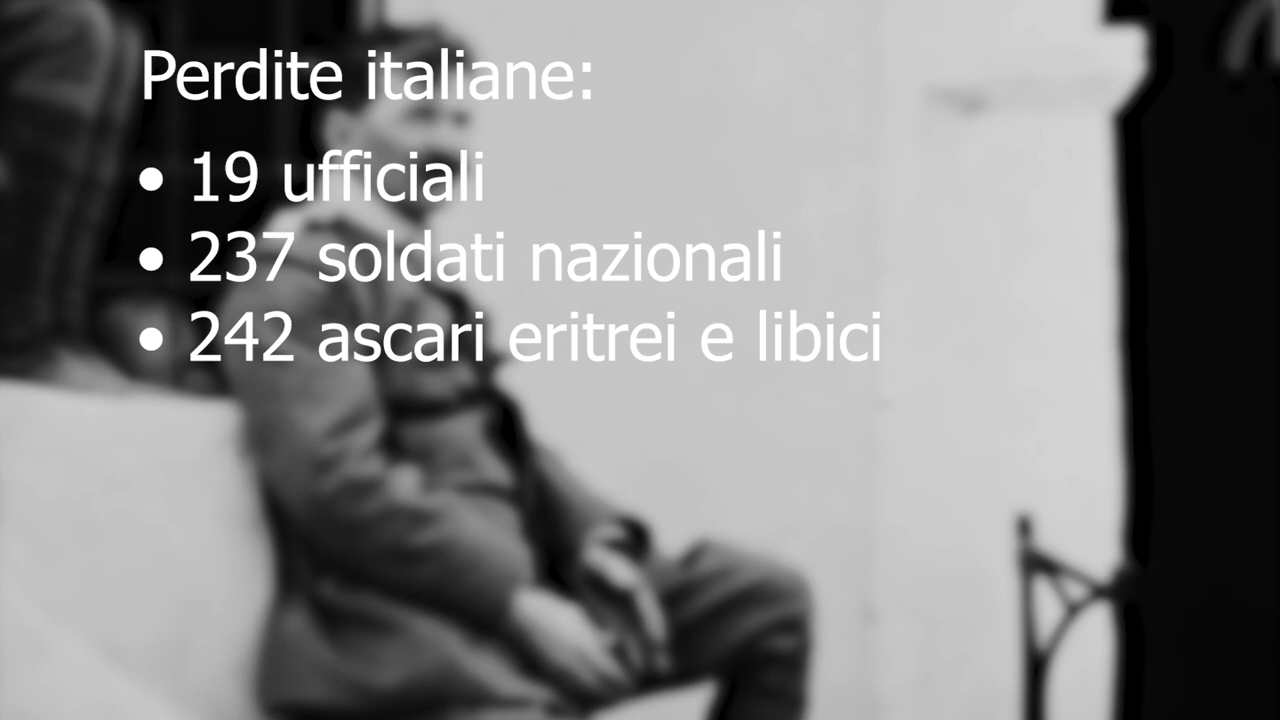 Perdite italiane:
• 19 ufficiali
• 237 soldati nazionali
• 242 ascari eritrei e libici